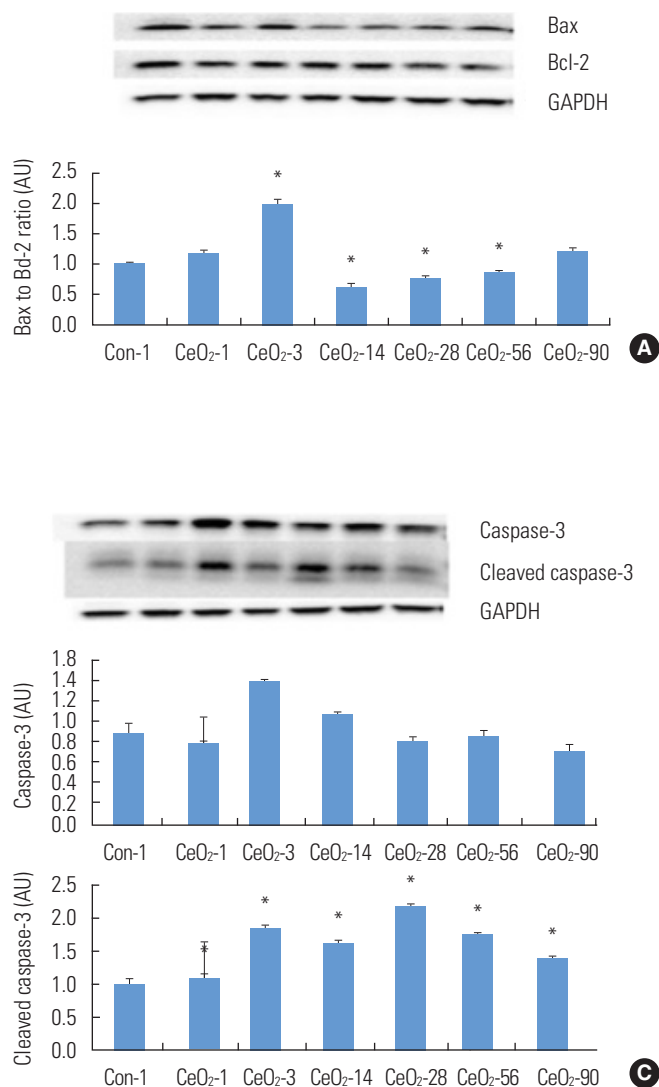 Bax
Bcl-2
GAPDH
Bax to Bd-2 ratio (AU)
2.5
2.0
1.5
1.0
0.5
0.0
*
*
*
*
Con-1 CeO₂-1 CeO₂-3 CeO₂-14 CeO₂-28 CeO₂-56 CeO₂-90
A
Caspase-3
Cleaved caspase-3
GAPDH
Caspase-3 (AU)
1.8
1.4
1.2
1.0
0.8
0.6
0.4
0.2
0.0
Con-1 CeO₂-1 CeO₂-3 CeO₂-14 CeO₂-28 CeO₂-56 CeO₂-90
Cleaved caspase-3 (AU)
2.5
2.0
1.5
1.0
0.5
0.0
*
*
*
*
*
*
Con-1 CeO₂-1 CeO₂-3 CeO₂-14 CeO₂-28 CeO₂-56 CeO₂-90
C